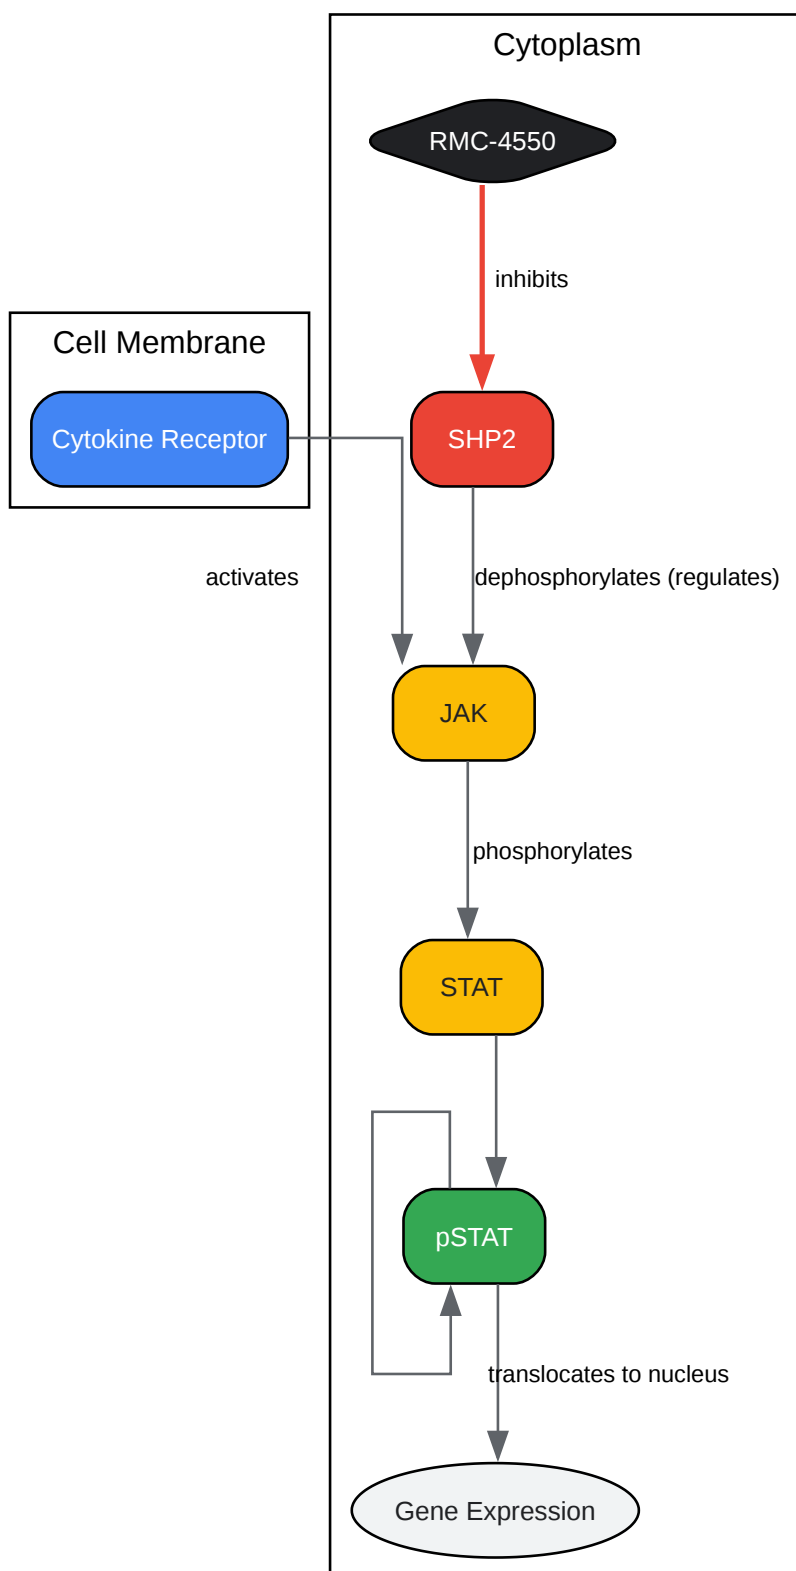 Cytoplasm
RMC-4550
inhibits
Cell Membrane
Cytokine Receptor
SHP2
activates
dephosphorylates (regulates)
JAK
phosphorylates
STAT
pSTAT
translocates to nucleus
Gene Expression